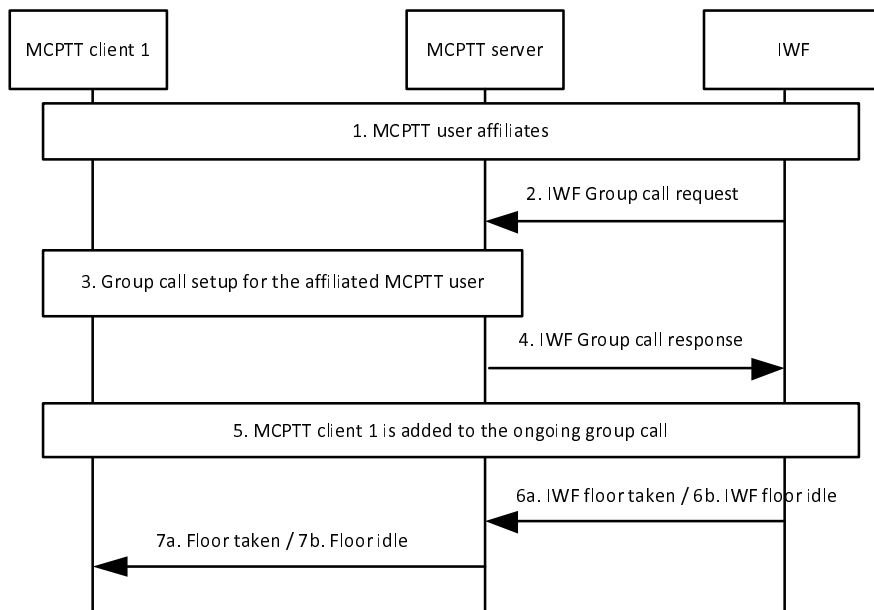 MCPTT client 1
MCPTT server
IWF
1. MCPTT user affiliates
2. IWF Group call request
3. Group call setup for the affiliated MCPTT user
4. IWF Group call response
5. MCPTT client 1 is added to the ongoing group call
6a. IWF floor taken / 6b. IWF floor idle
7a. Floor taken / 7b. Floor idle